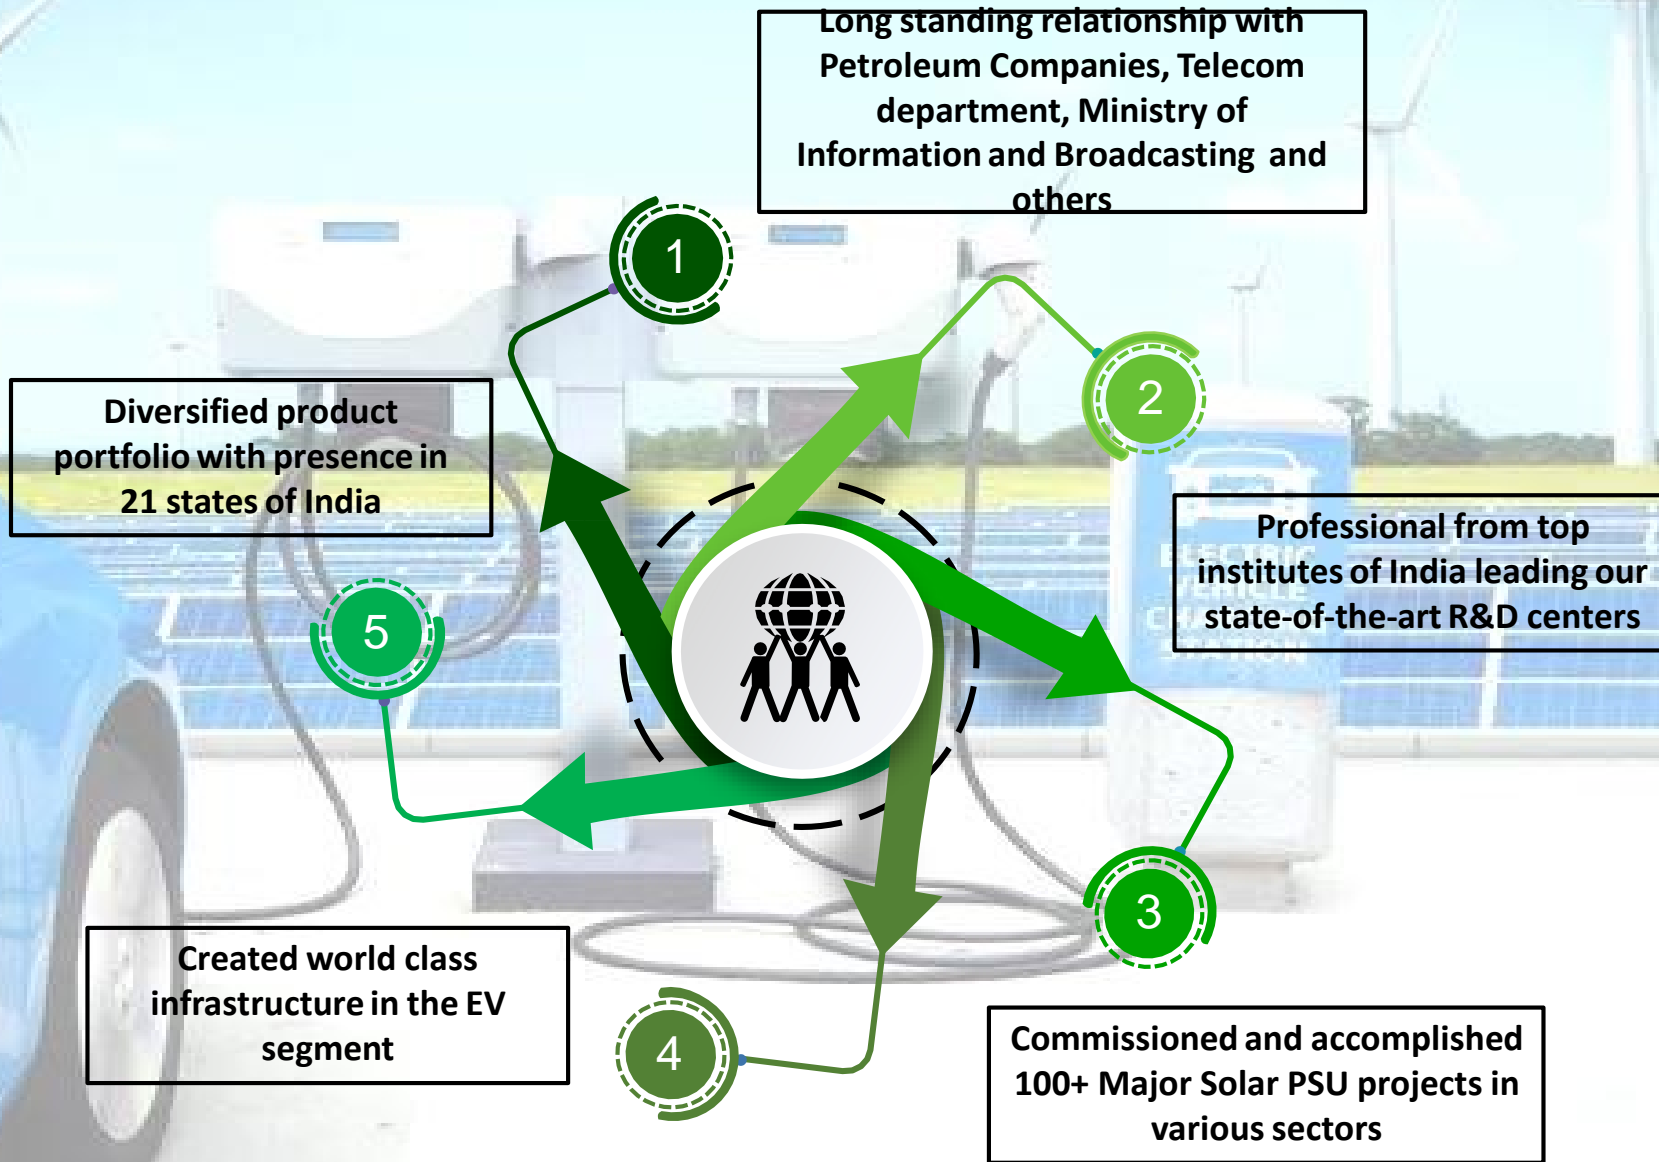 Long standing relationship with
Petroleum Companies, Telecom
department, Ministry of
Information and Broadcasting and
others
1
2
Diversified product
portfolio with presence in
21 states of India
Professional from top
institutes of India leading our
state-of-the-art R&D centers
ELECTRIC
VEHICLE
STATION
5
3
Created world class
infrastructure in the EV
segment
4
Commissioned and accomplished
100+ Major Solar PSU projects in
various sectors